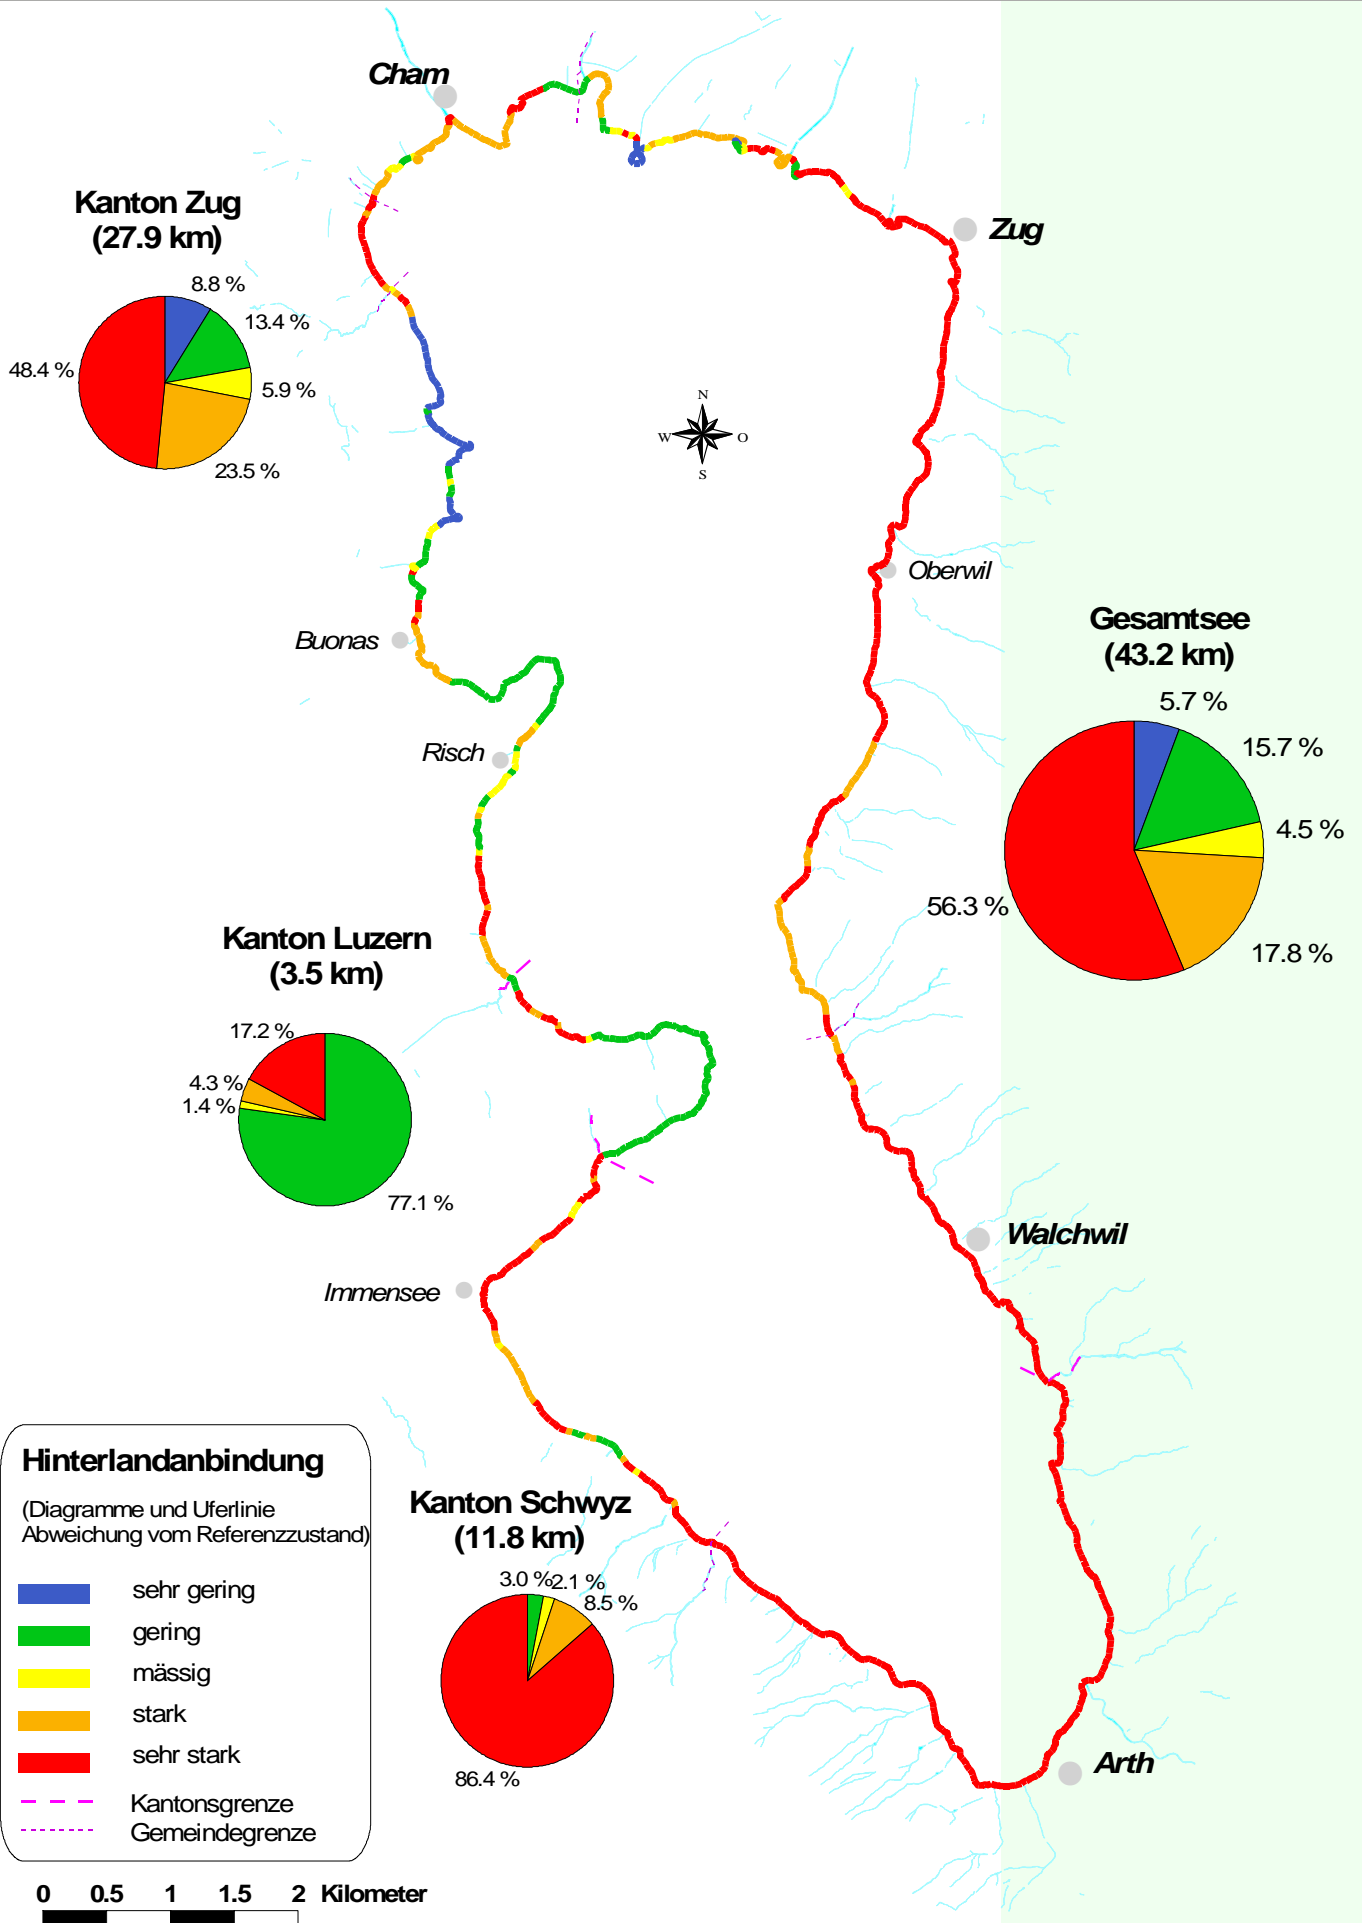 Cham
Kanton Zug
(27.9 km)
8.8 %
13.4 %
5.9 %
23.5 %
48.4 %
Zug
N
W
O
S
Oberwil
Buonas
Gesamtsee
(43.2 km)
5.7 %
15.7 %
4.5 %
17.8 %
56.3 %
Risch
Kanton Luzern
(3.5 km)
17.2 %
4.3 %
1.4 %
77.1 %
Walchwil
Immensee
Kanton Schwyz
(11.8 km)
3.0 %
2.1 %
8.5 %
86.4 %
Arth
Hinterlandanbindung
(Diagramme und Uferlinie
Abweichung vom Referenzzustand)
sehr gering
gering
mässig
stark
sehr stark
Kantonsgrenze
Gemeindegrenze
0 0.5 1 1.5 2 Kilometer